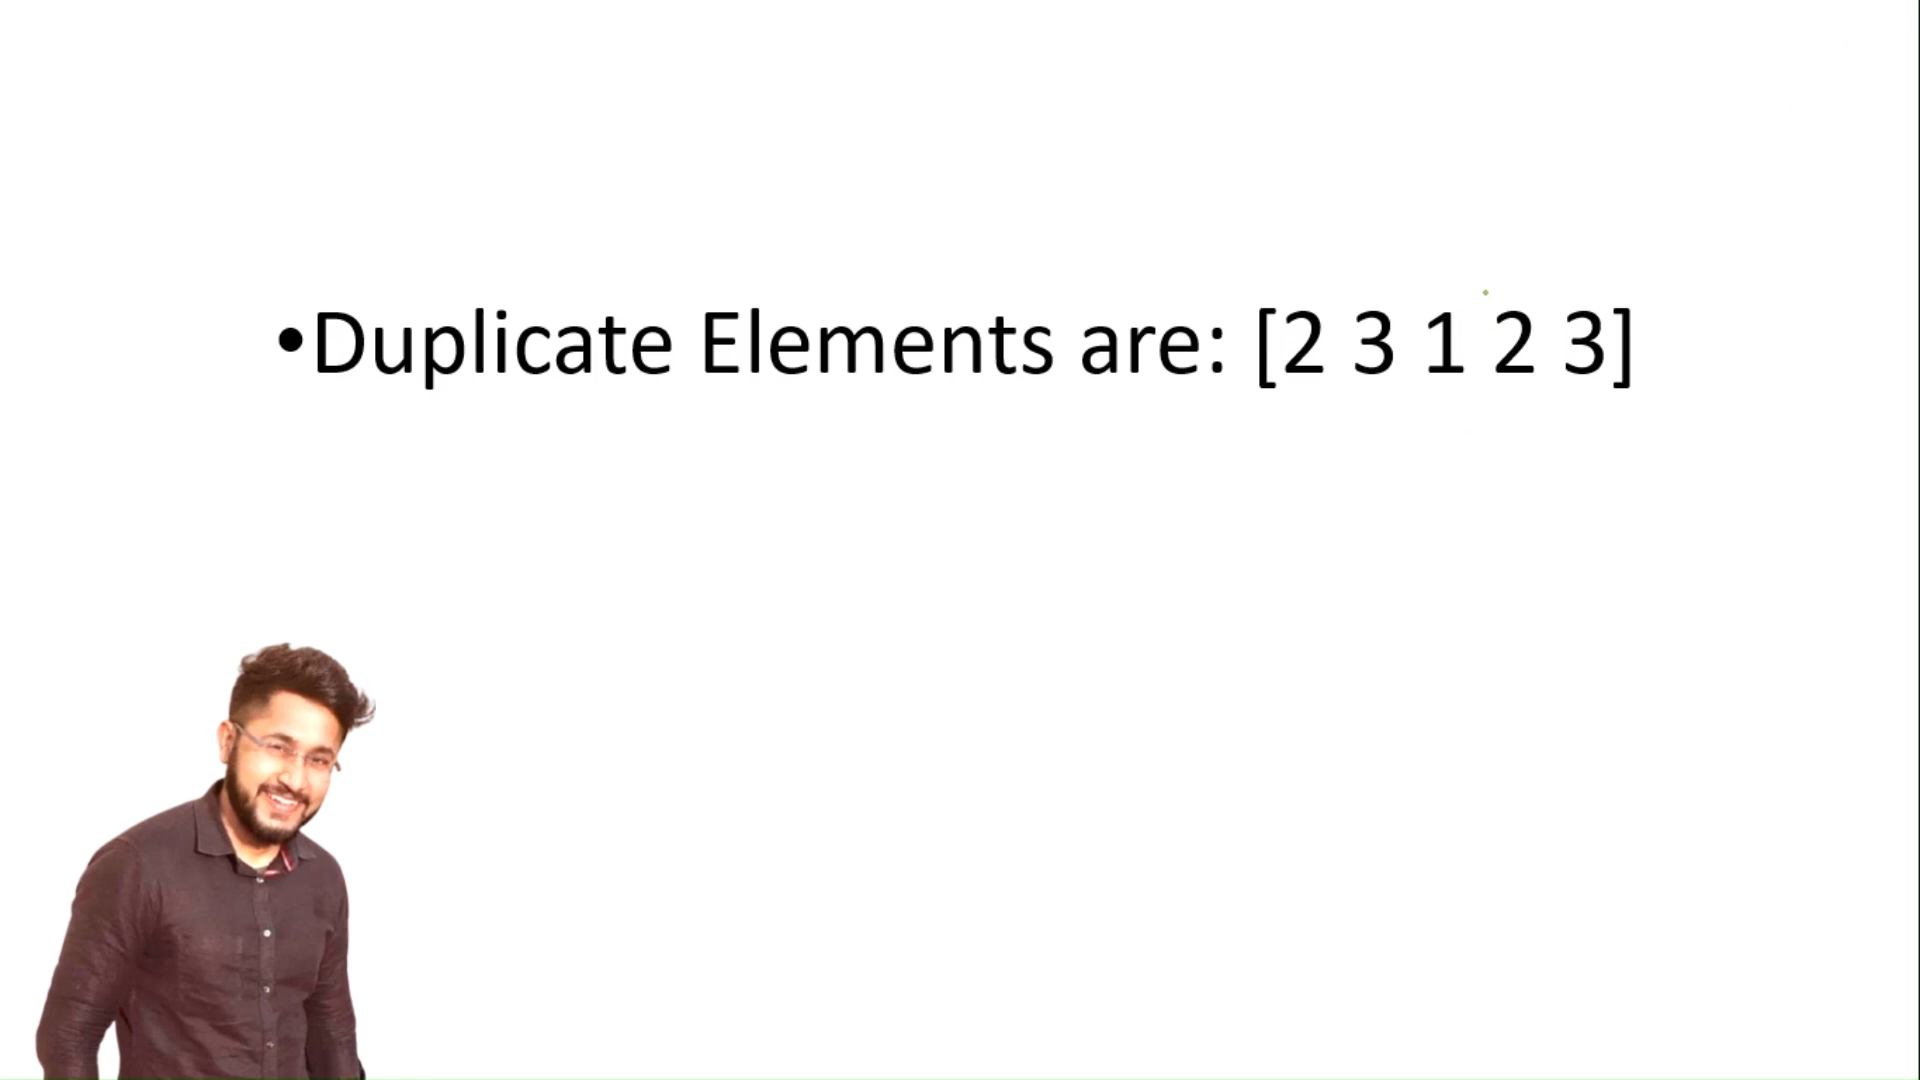 •Duplicate Elements are: [2 3 1 2 3]